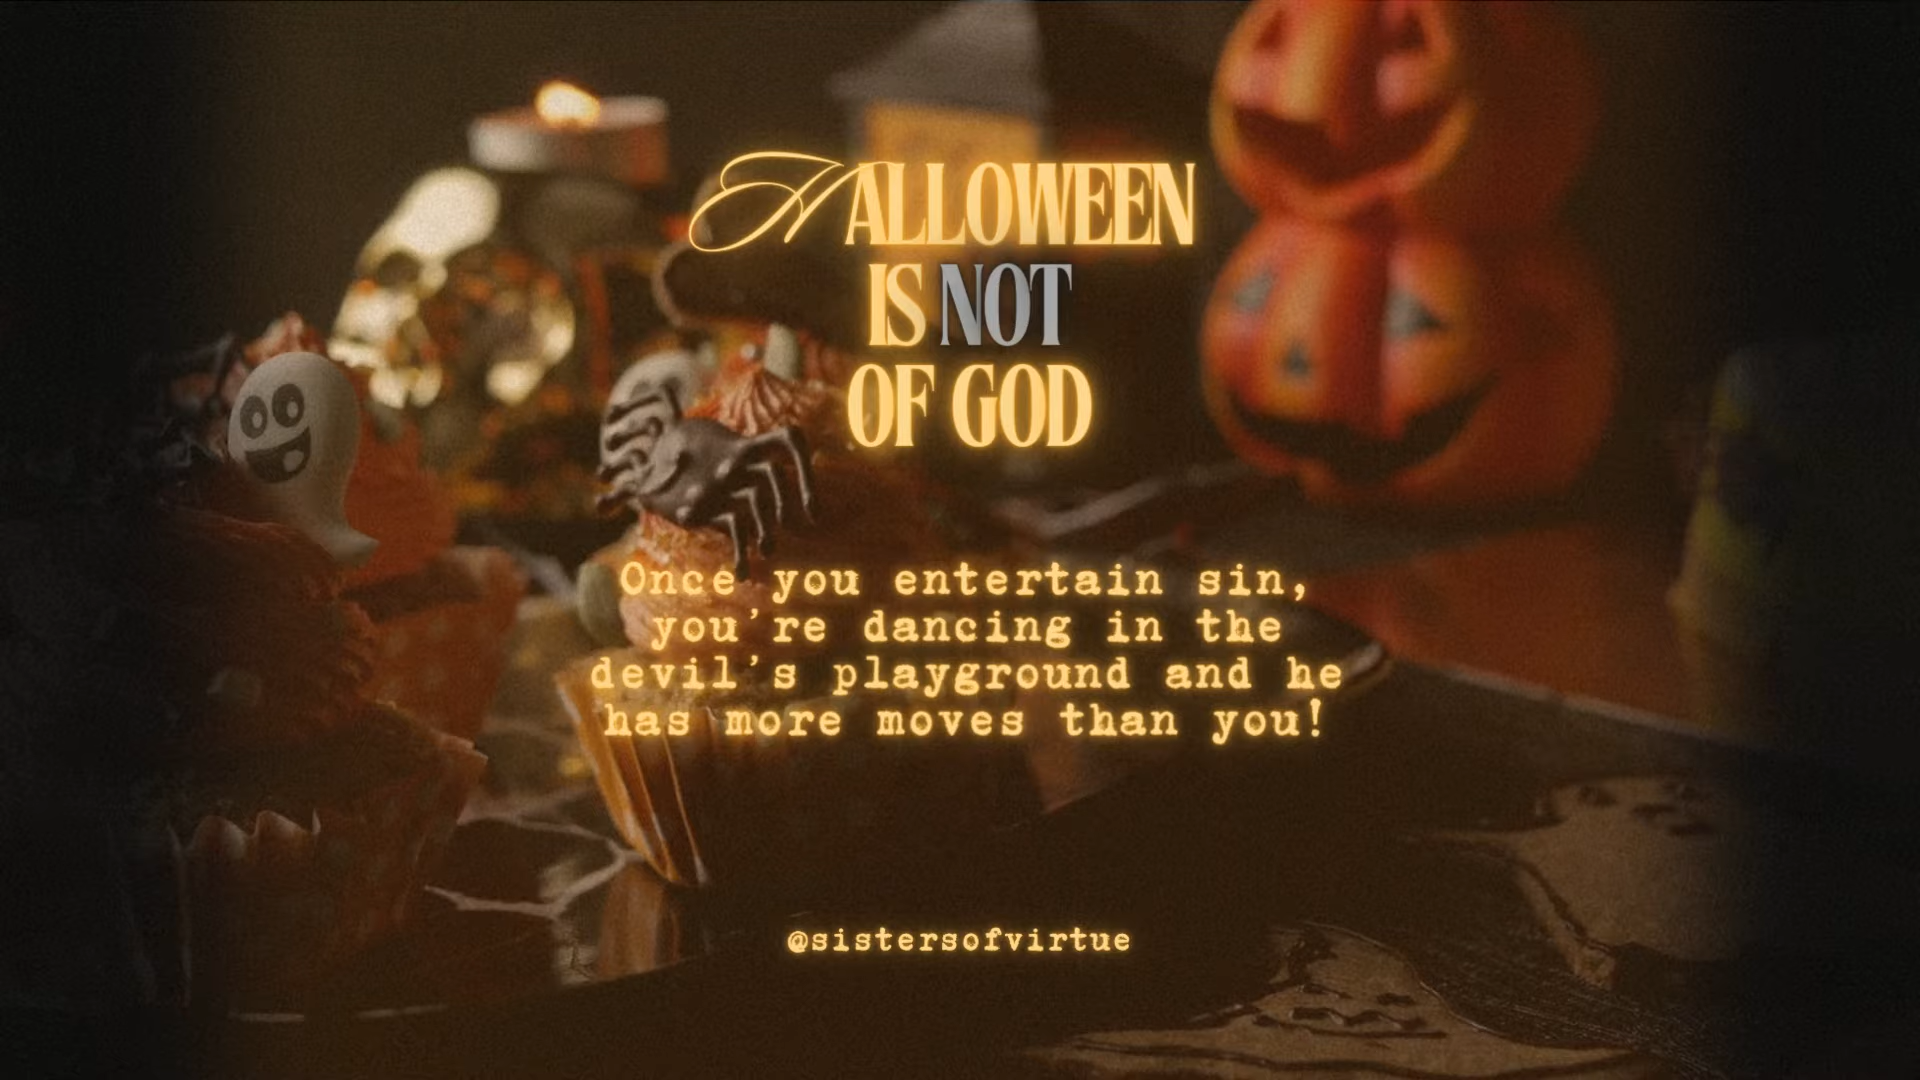 HALLOWEEN
IS NOT
OF GOD
Once you entertain sin,
you're dancing in the
devil's playground and he
has more moves than you!
@sistersofvirtue